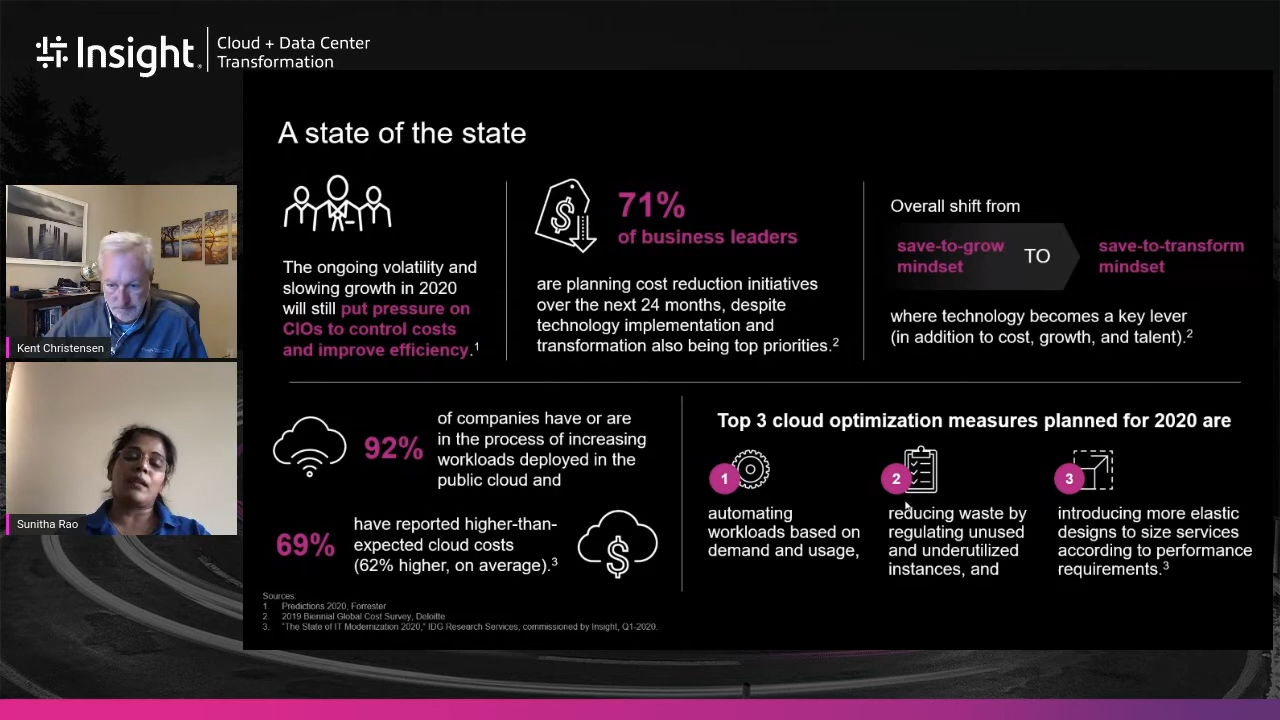 Insight
Cloud + Data Center
Transformation
A state of the state
The ongoing volatility and
slowing growth in 2020
will still put pressure on
CIOs to control costs
and improve efficiency.¹
71%
of business leaders
are planning cost reduction initiatives
over the next 24 months, despite
technology implementation and
transformation also being top priorities.²
Overall shift from
save-to-grow
mindset
TO
save-to-transform
mindset
where technology becomes a key lever
(in addition to cost, growth, and talent).²
Kent Christensen
Sunitha Rao
92%
of companies have or are
in the process of increasing
workloads deployed in the
public cloud and
69%
have reported higher-than-
expected cloud costs
(62% higher, on average).³
Top 3 cloud optimization measures planned for 2020 are
1
automating
workloads based on
demand and usage,
2
reducing waste by
regulating unused
and underutilized
instances, and
3
introducing more elastic
designs to size services
according to performance
requirements.³
Sources
1. Predictions 2020, Forrester
2. 2019 Biennial Global Cost Survey, Deloitte
3. "The State of IT Modernization 2020," IDG Research Services, commissioned by Insight, Q1-2020.